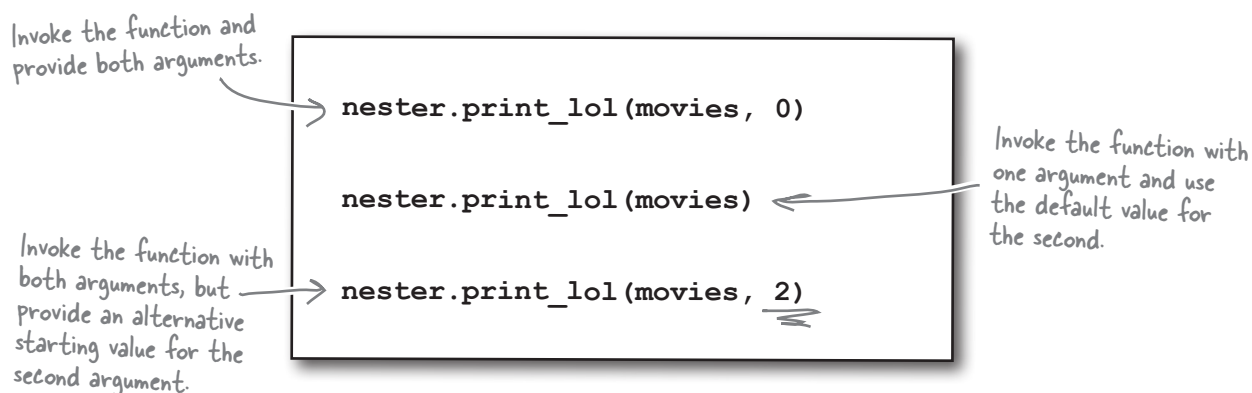 Invoke the function and
provide both arguments.
nester.print_lol(movies, 0)
nester.print_lol(movies)
Invoke the function with
one argument and use
the default value for
the second.
Invoke the function with
both arguments, but
provide an alternative
starting value for the
second argument.
nester.print_lol(movies, 2)